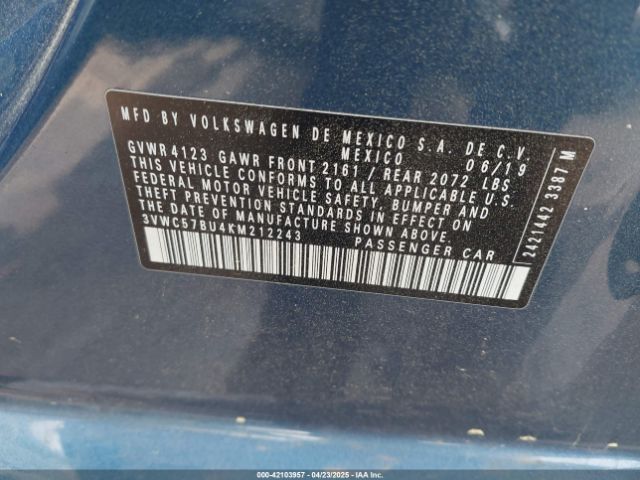 MFD BY VOLKSWAGEN DE MEXICO S.A. DE C.V.
MEXICO 06/19
GVWR 4123 GAWR FRONT 2161 / REAR 2072 LBS
THIS VEHICLE CONFORMS TO ALL APPLICABLE U.S.
FEDERAL MOTOR VEHICLE SAFETY, BUMPER AND
THEFT PREVENTION STANDARDS IN EFFECT ON
THE DATE OF MANUFACTURE SHOWN ABOVE.
3VWC57BU4KM212243 PASSENGER CAR
2421442 3387 M
000-42103957 - 04/23/2025 - IAAI.COM